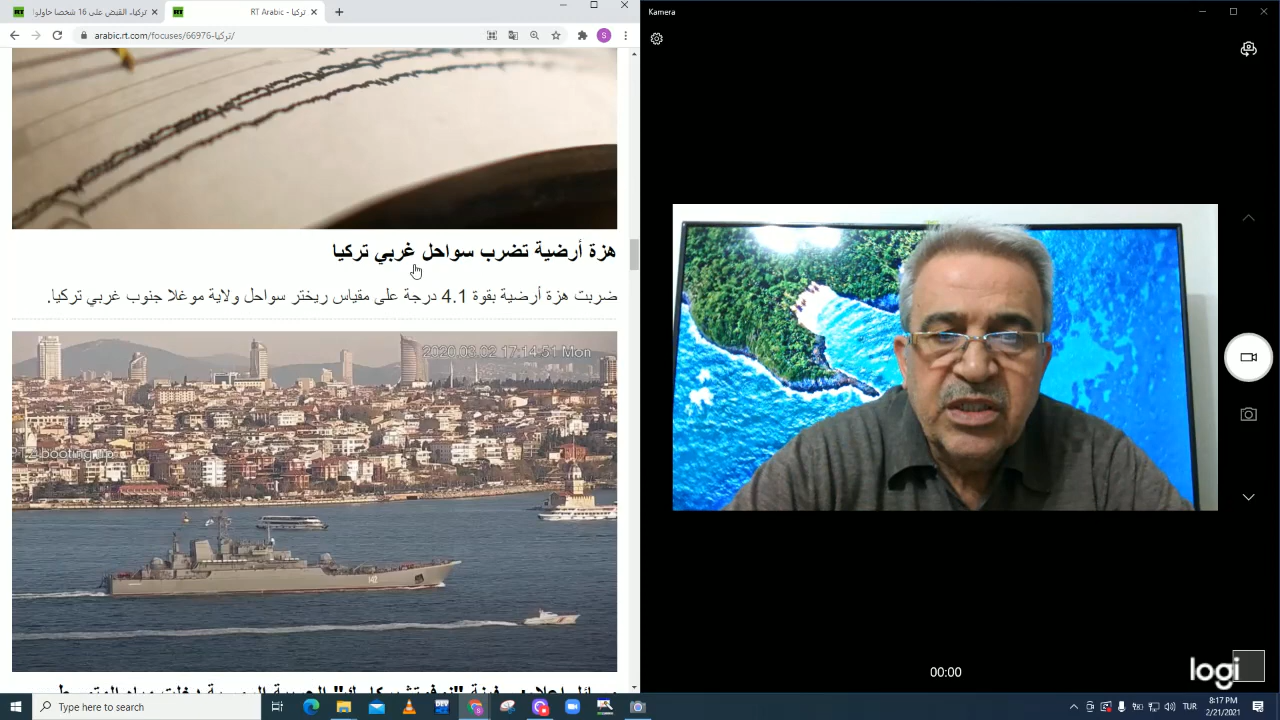 تركيا.. القبض على 16 شخصا حاولوا
تركيا - RT Arabic
arabic.rt.com/focuses/66976-تركيا/
هزة أرضية تضرب سواحل غربي تركيا
ضربت هزة أرضية بقوة 4.1 درجة على مقياس ريختر سواحل ولاية موغلا جنوب غربي تركيا.
2020 03 02 17:14:51 Mon
142
Kamera
00:00
logi
Type here to search
DEV
TUR
8:17 PM
2/21/2021